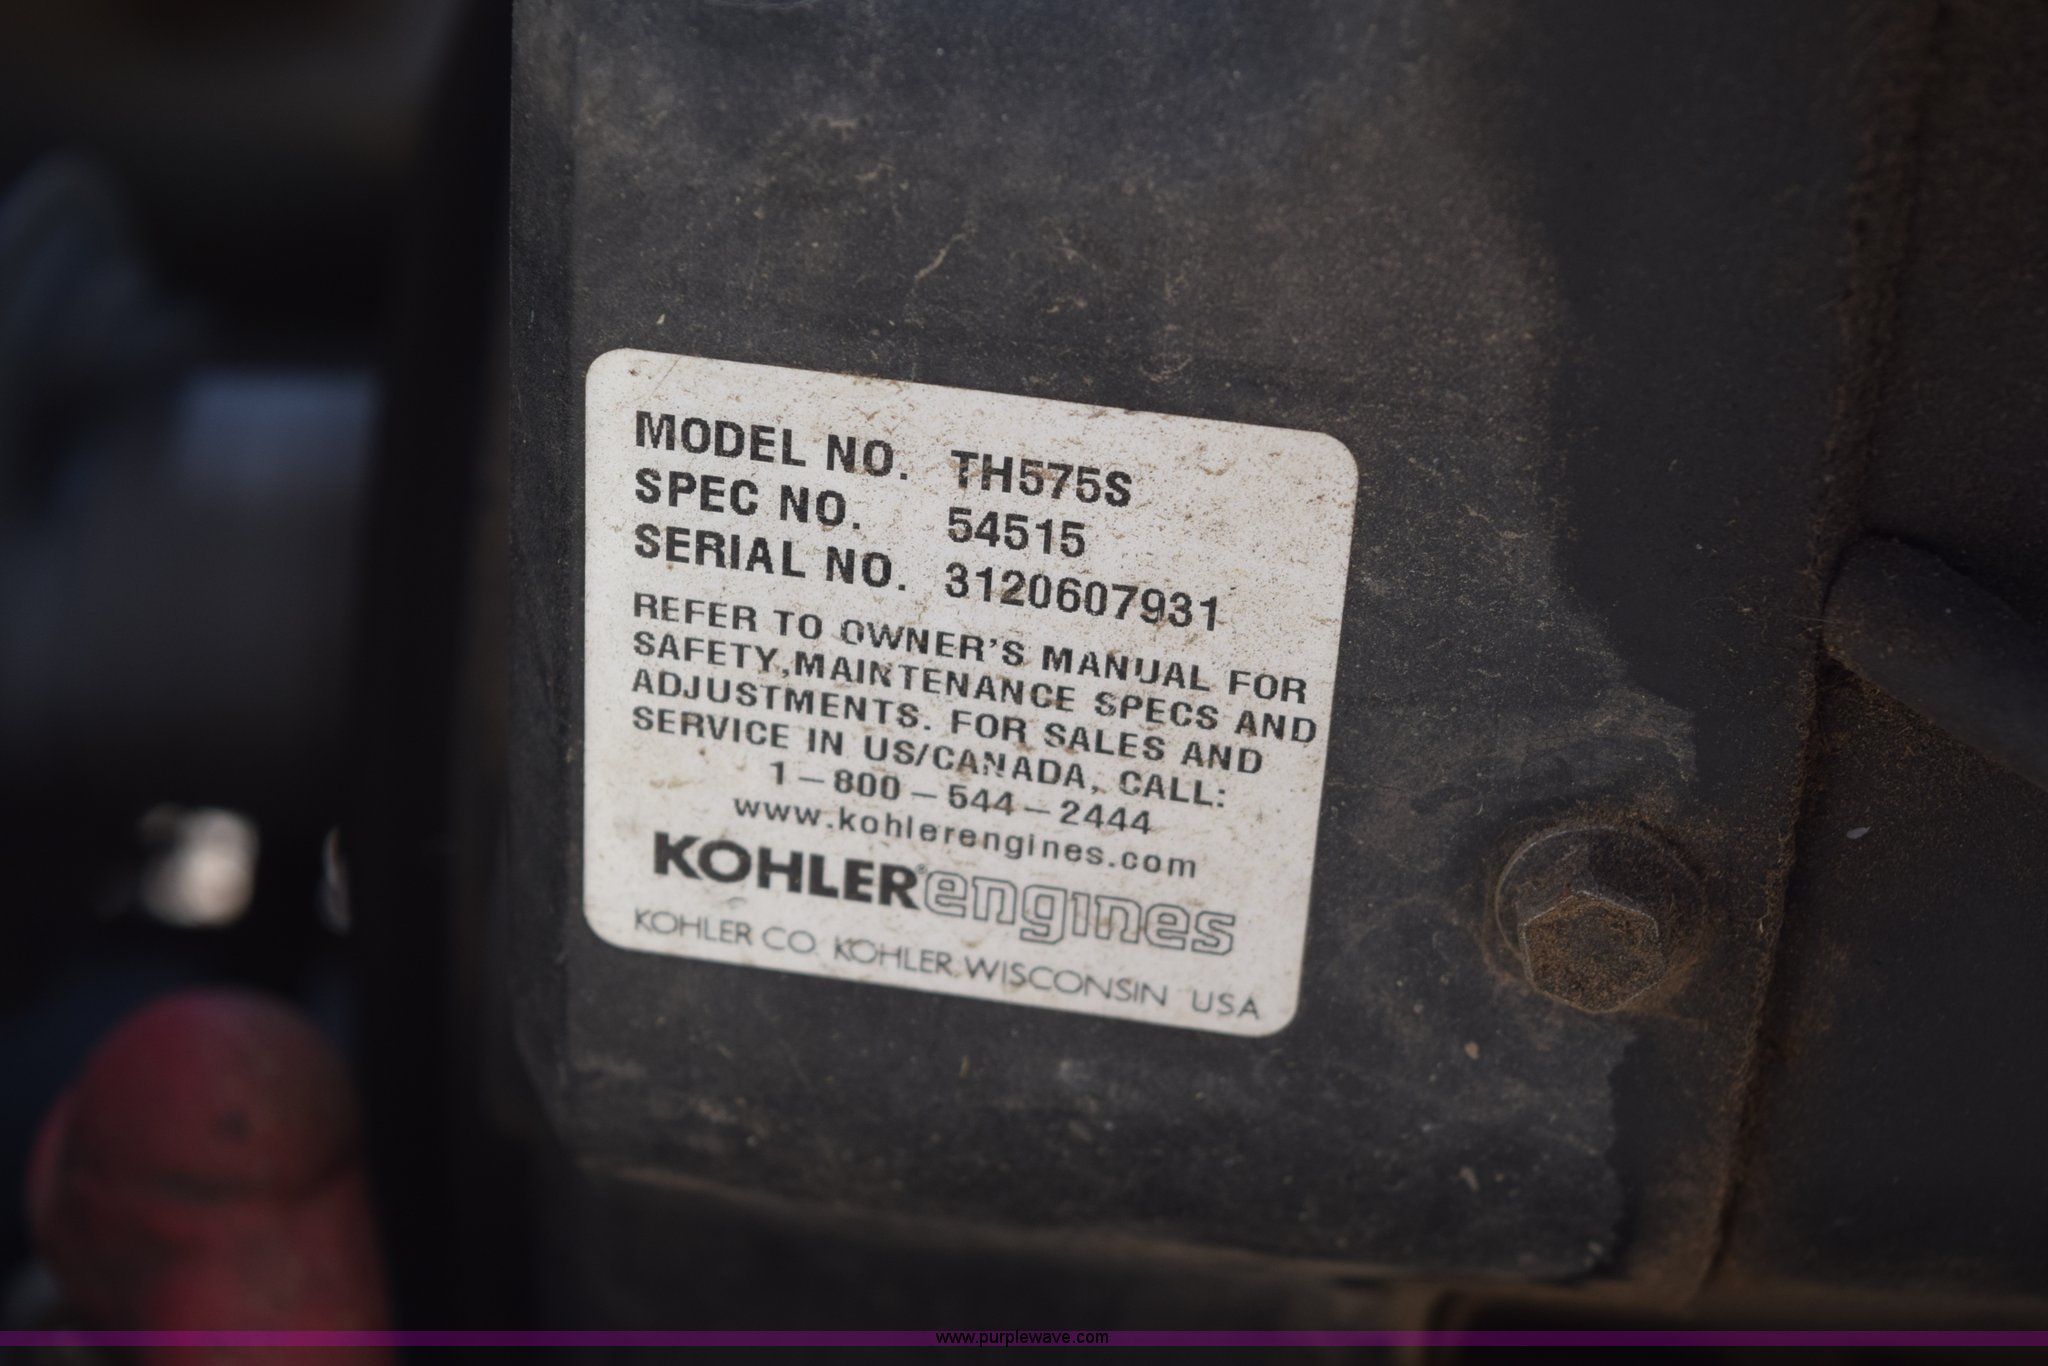 MODEL NO. TH575S
SPEC NO. 54515
SERIAL NO. 3120607931
REFER TO OWNER'S MANUAL FOR
SAFETY,MAINTENANCE SPECS AND
ADJUSTMENTS. FOR SALES AND
SERVICE IN US/CANADA, CALL:
1–800–544–2444
www.kohlerengines.com
KOHLER® engines
KOHLER CO. KOHLER, WISCONSIN USA
www.purplewave.com